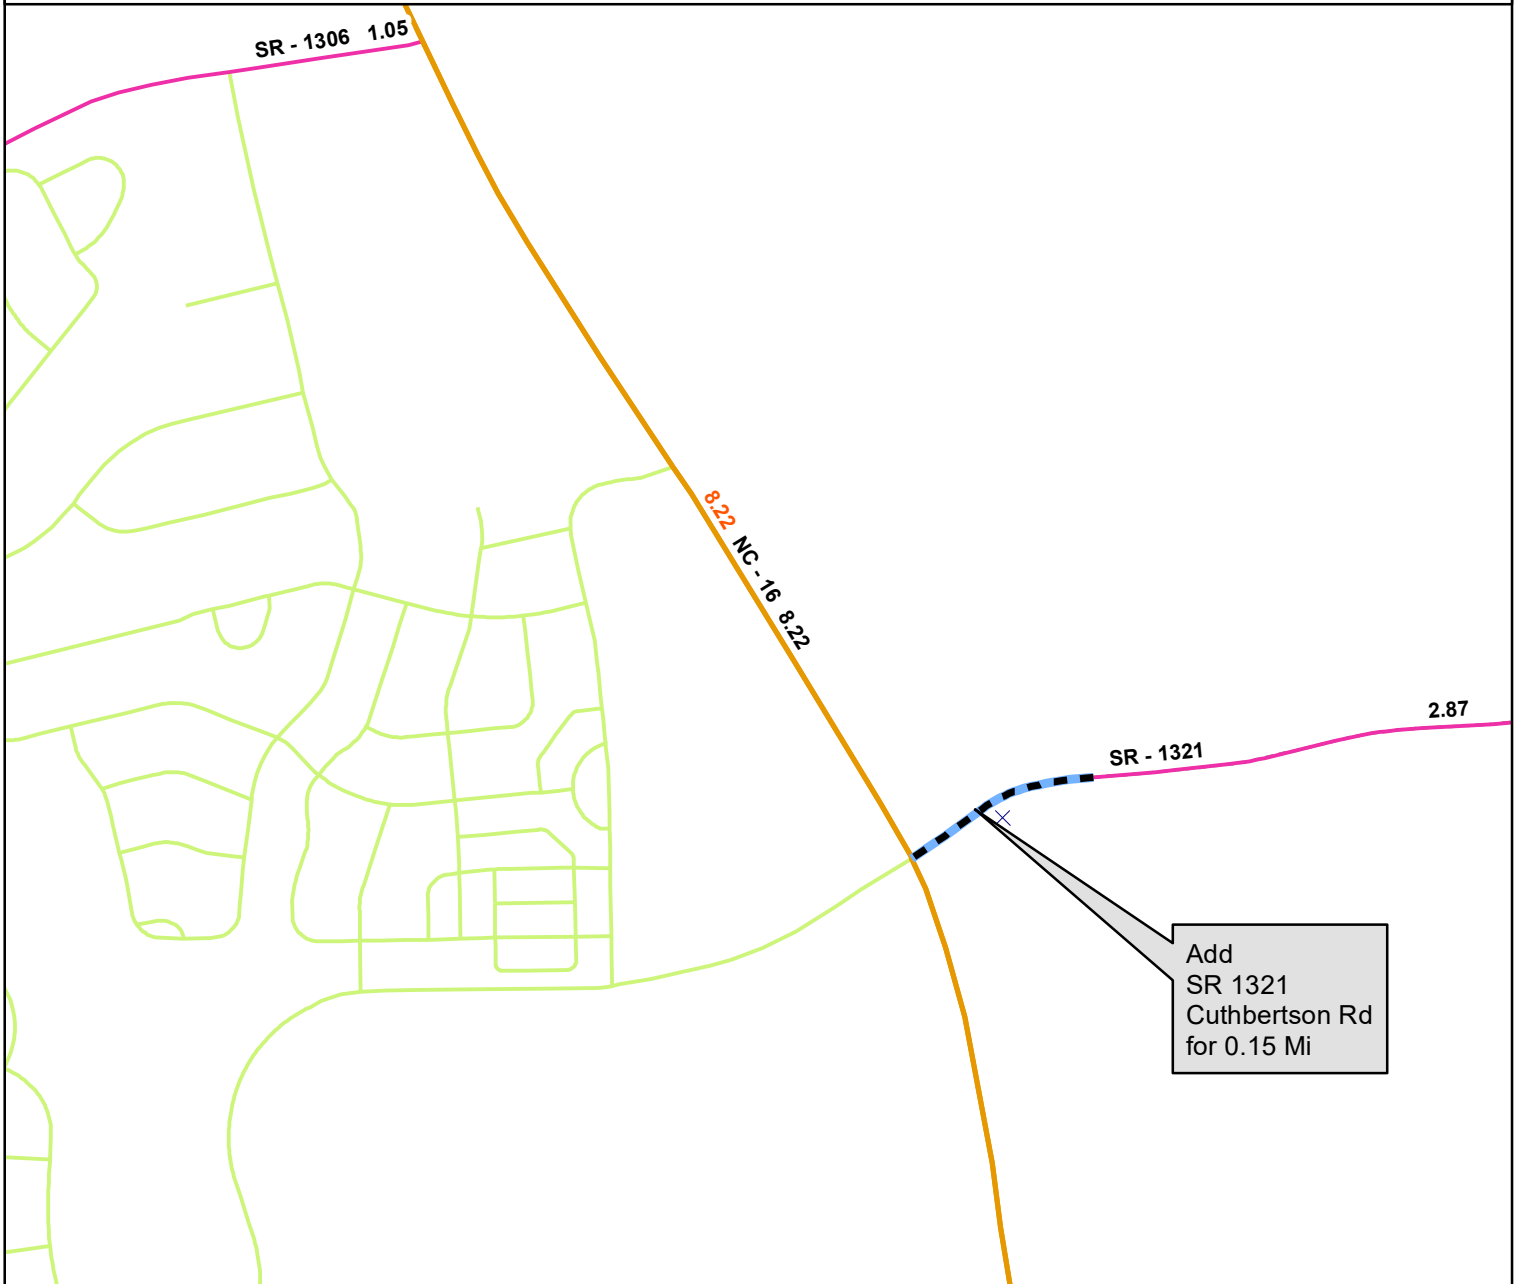 SR - 1306 1.05
8.22 NC - 16 8.22
2.87
SR - 1321
Add
SR 1321
Cuthbertson Rd
for 0.15 Mi